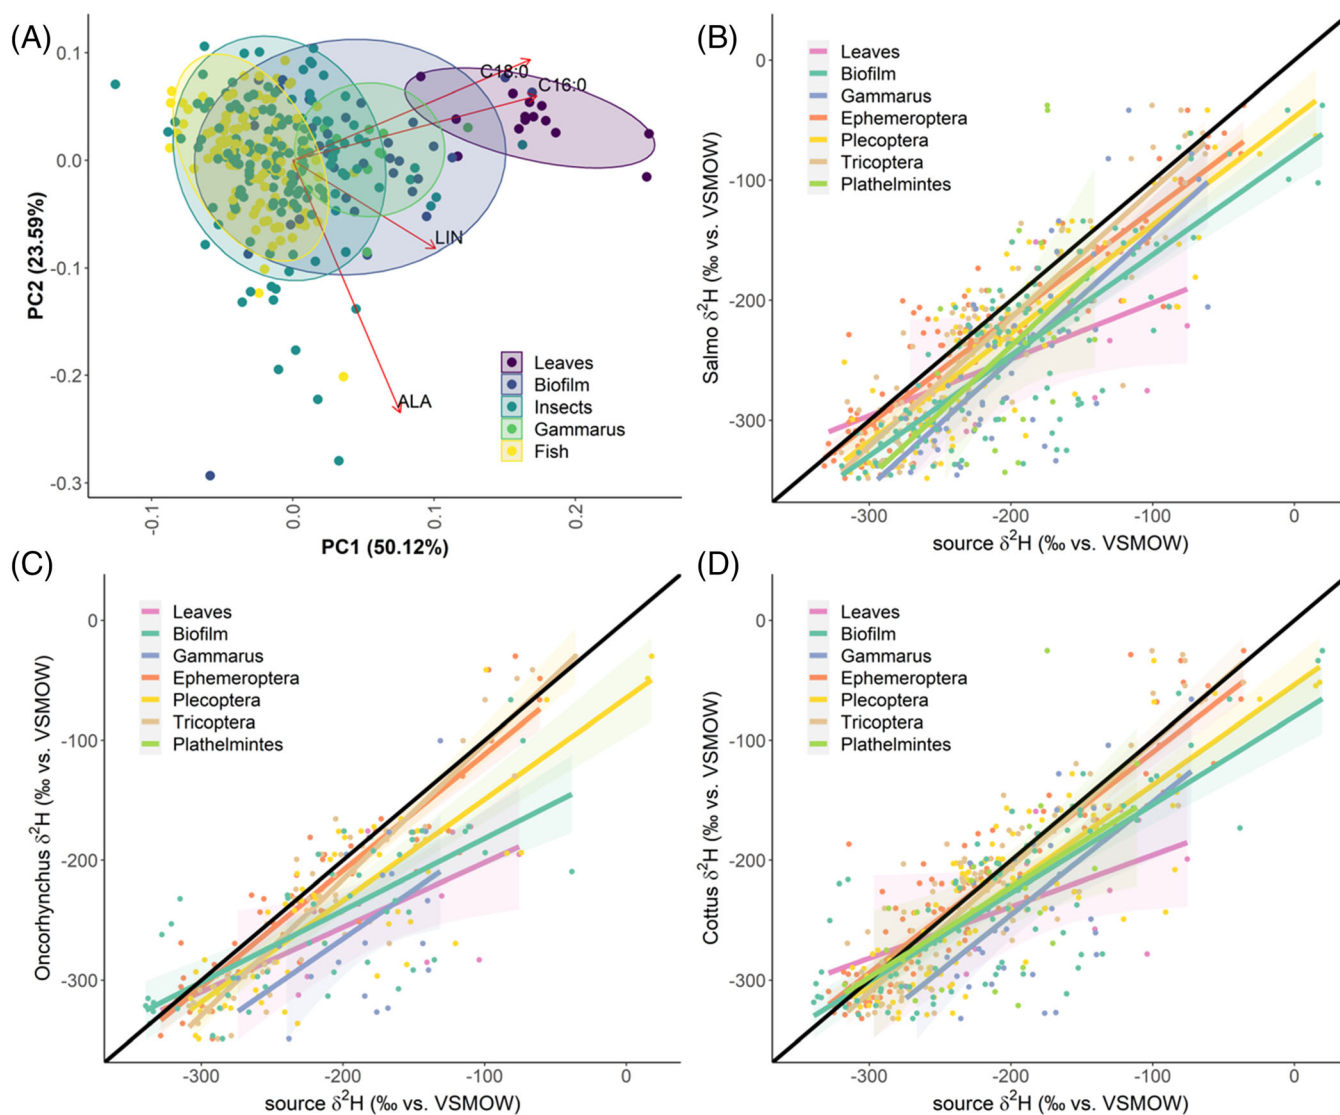 (A)
0.1
0.0
-0.1
-0.2
-0.3
PC2 (23.59%)
C18:0
C16:0
LIN
ALA
Leaves
Biofilm
Insects
Gammarus
Fish
-0.1
0.0
0.1
0.2
PC1 (50.12%)
(B)
Leaves
Biofilm
Gammarus
Ephemeroptera
Plecoptera
Tricoptera
Plathelmintes
0
-100
-200
-300
Salmo δ²H (‰ vs. VSMOW)
-300
-200
-100
0
source δ²H (‰ vs. VSMOW)
(C)
Leaves
Biofilm
Gammarus
Ephemeroptera
Plecoptera
Tricoptera
Plathelmintes
0
-100
-200
-300
Oncorhynchus δ²H (‰ vs. VSMOW)
-300
-200
-100
0
source δ²H (‰ vs. VSMOW)
(D)
Leaves
Biofilm
Gammarus
Ephemeroptera
Plecoptera
Tricoptera
Plathelmintes
0
-100
-200
-300
Cottus δ²H (‰ vs. VSMOW)
-300
-200
-100
0
source δ²H (‰ vs. VSMOW)